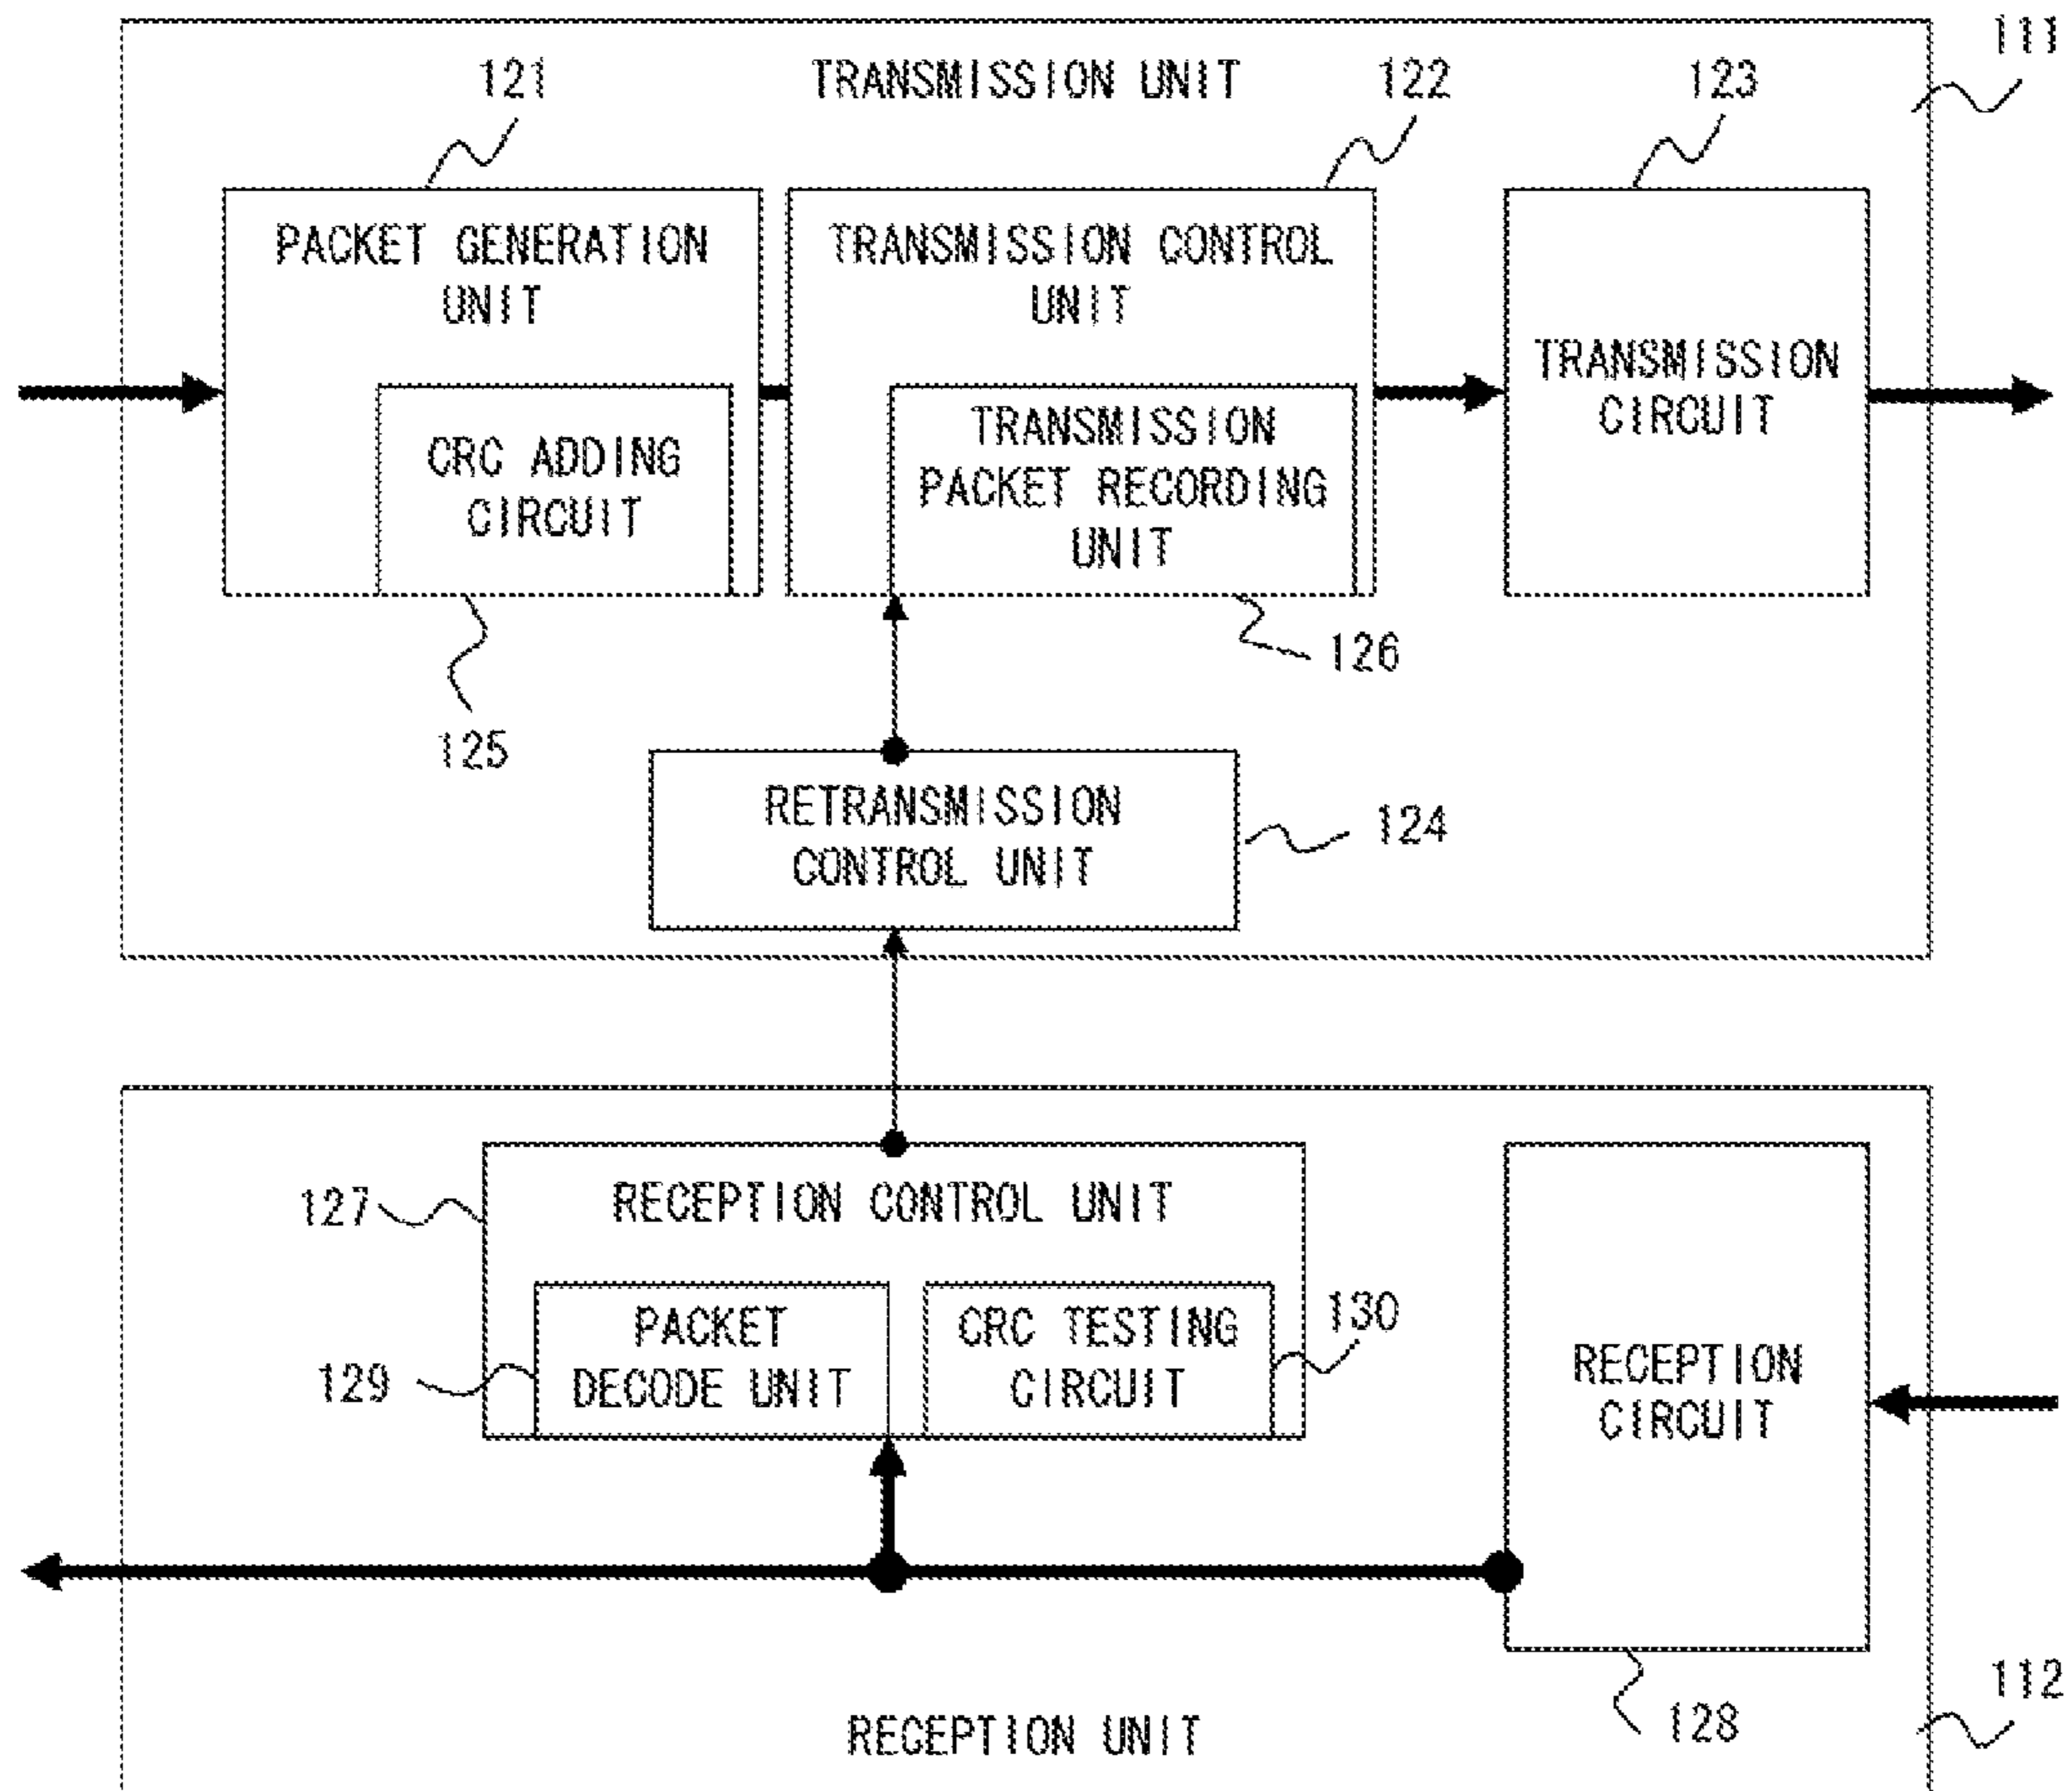 111
TRANSMISSION UNIT
121
122
123
PACKET GENERATION
UNIT
TRANSMISSION CONTROL
UNIT
TRANSMISSION
CIRCUIT
CRC ADDING
CIRCUIT
TRANSMISSION
PACKET RECORDING
UNIT
126
125
RETRANSMISSION
CONTROL UNIT
124
127
RECEPTION CONTROL UNIT
PACKET
DECODE UNIT
129
CRC TESTING
CIRCUIT
130
RECEPTION
CIRCUIT
128
112
RECEPTION UNIT